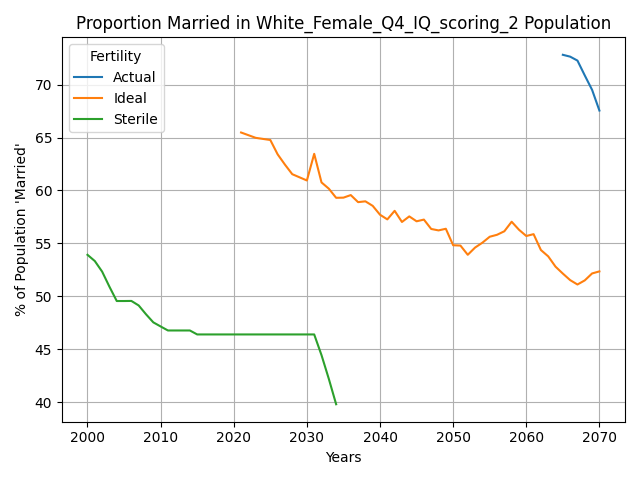 Proportion Married in White_Female_Q4_IQ_scoring_2 Population
Fertility
Actual
Ideal
Sterile
% of Population 'Married'
70
65
60
55
50
45
40
2000 2010 2020 2030 2040 2050 2060 2070
Years